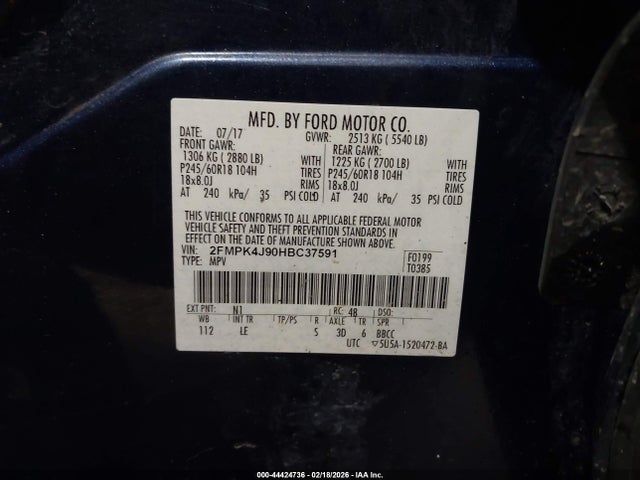 MFD. BY FORD MOTOR CO.
DATE: 07/17 GVWR: 2513 KG ( 5540 LB)
FRONT GAWR: REAR GAWR:
1306 KG ( 2880 LB) WITH 1225 KG ( 2700 LB) WITH
P245/60R18 104H TIRES P245/60R18 104H TIRES
18x8.0J RIMS 18x8.0J RIMS
AT 240 kPa/ 35 PSI COLD AT 240 kPa/ 35 PSI COLD
THIS VEHICLE CONFORMS TO ALL APPLICABLE FEDERAL MOTOR
VEHICLE SAFETY AND THEFT PREVENTION STANDARDS IN
EFFECT ON THE DATE OF MANUFACTURE SHOWN ABOVE.
VIN: 2FMPK4J90HBC37591 F0199
TYPE: MPV T0385
EXT PNT: N1 RC: 48 DSO:
WB INT TR TP/PS R AXLE TR SPR
112 LE S 3D 6 BBCC
UTC ▽5U5A-1520472-BA
000-44424736 - 02/18/2026 - IAA Inc.